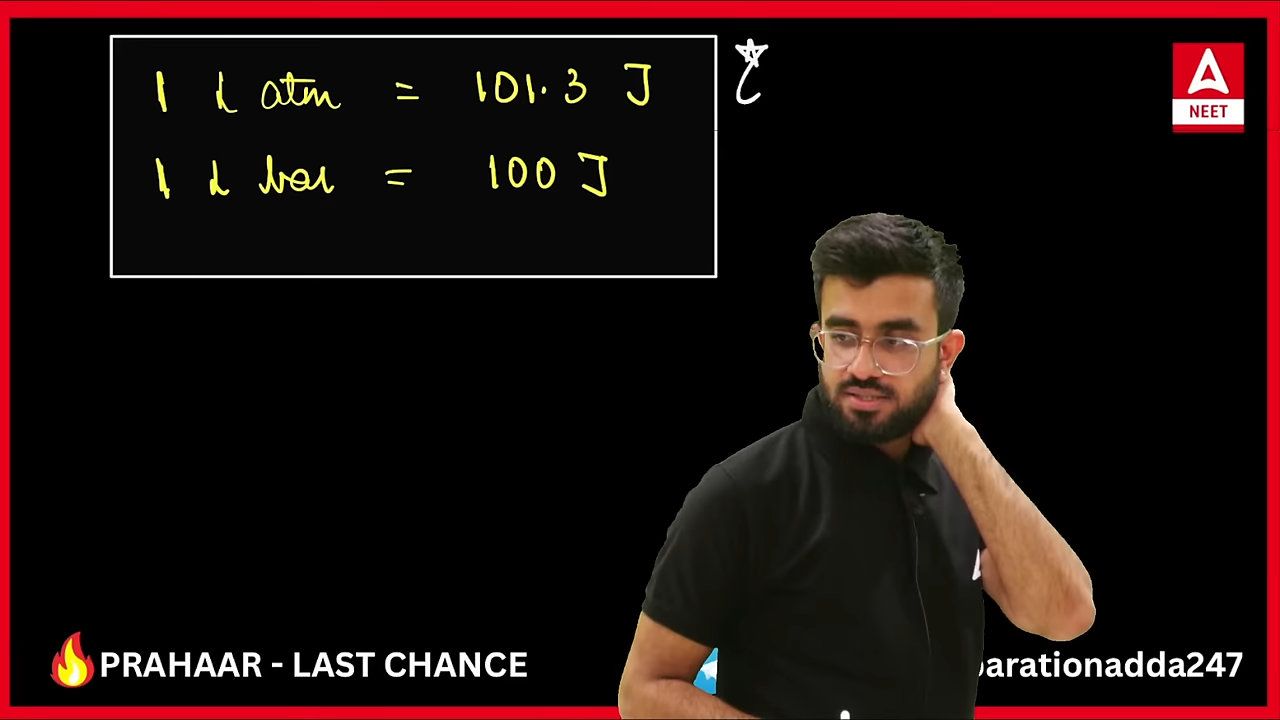 1 L atm = 101.3 J
1 L bar = 100 J
A
NEET
PRAHAAR - LAST CHANCE
parationadda247